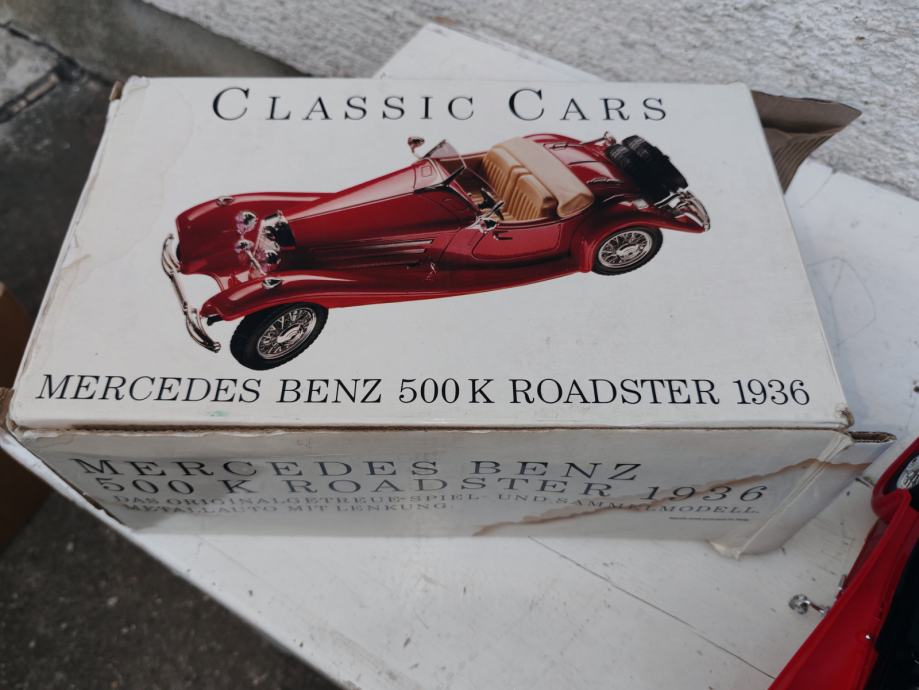 CLASSIC CARS
MERCEDES BENZ 500 K ROADSTER 1936
MERCEDES BENZ
500 K ROADSTER 1936
DAS ORIGINALGETREUE SPIEL- UND SAMMELMODELL.
METALLAUTO MIT LENKUNG.